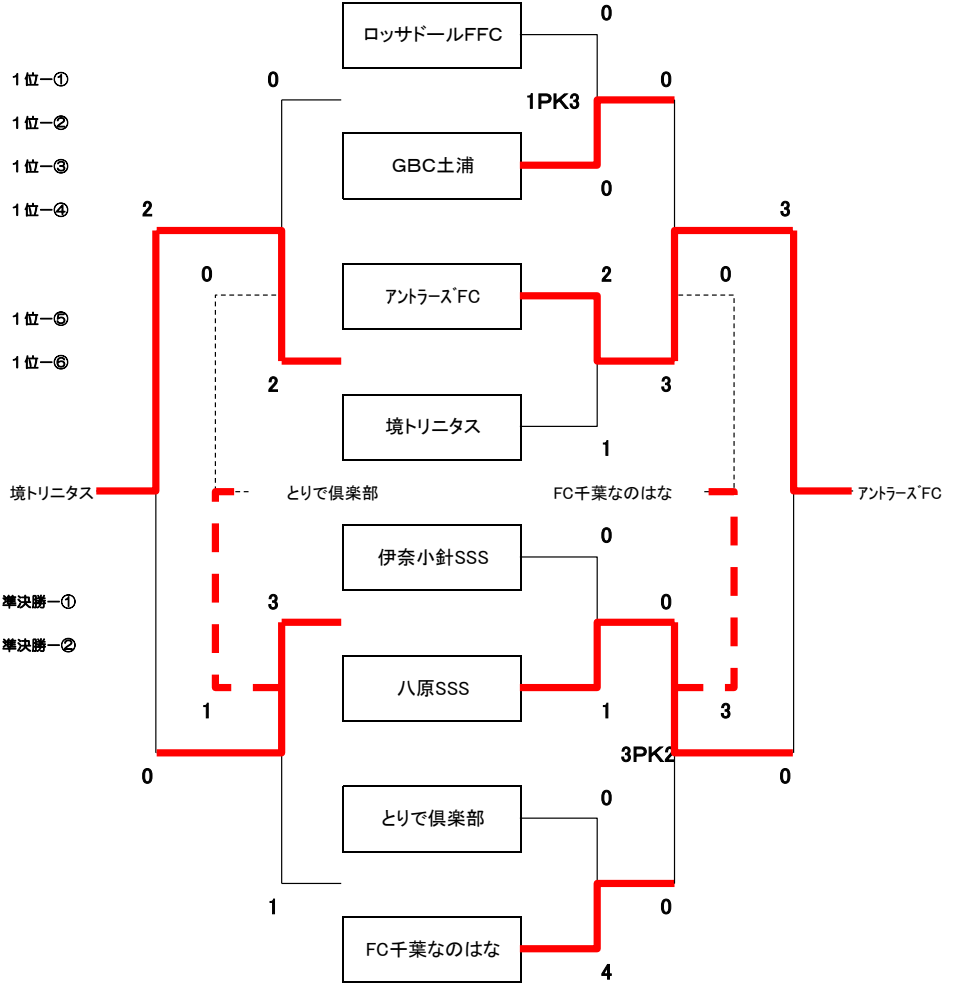 0
ロッサドールFFC
1位ー①
0
0
1PK3
1位ー②
1位ー③
GBC土浦
0
1位ー④
2
3
0
2
0
アントラーズFC
1位ー⑤
1位ー⑥
2
3
境トリニタス
1
境トリニタス
とりで倶楽部
FC千葉なのはな
アントラーズFC
0
伊奈小針SSS
準決勝ー①
3
0
準決勝ー②
八原SSS
1
1
3
3PK2
0
0
0
とりで倶楽部
1
0
FC千葉なのはな
4